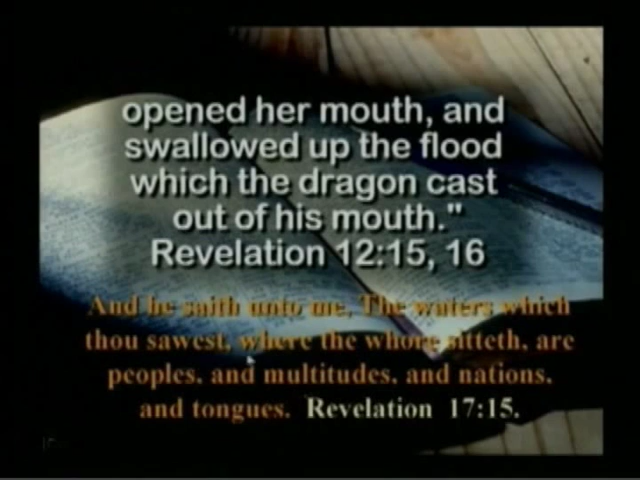 opened her mouth, and
swallowed up the flood
which the dragon cast
out of his mouth."
Revelation 12:15, 16
And he saith unto me, The waters which
thou sawest, where the whore sitteth, are
peoples, and multitudes, and nations,
and tongues. Revelation 17:15.